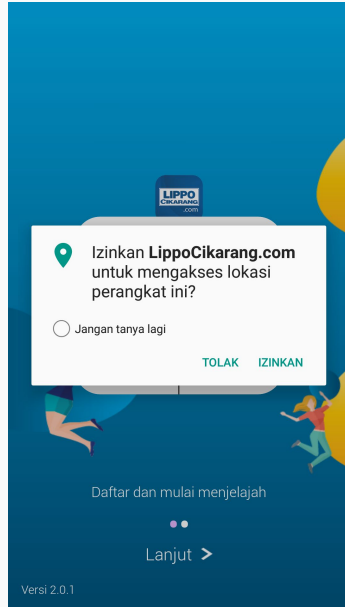 LIPPO
CIKARANG
.com
Izinkan LippoCikarang.com
untuk mengakses lokasi
perangkat ini?
Jangan tanya lagi
TOLAK IZINKAN
Daftar dan mulai menjelajah
Lanjut >
Versi 2.0.1